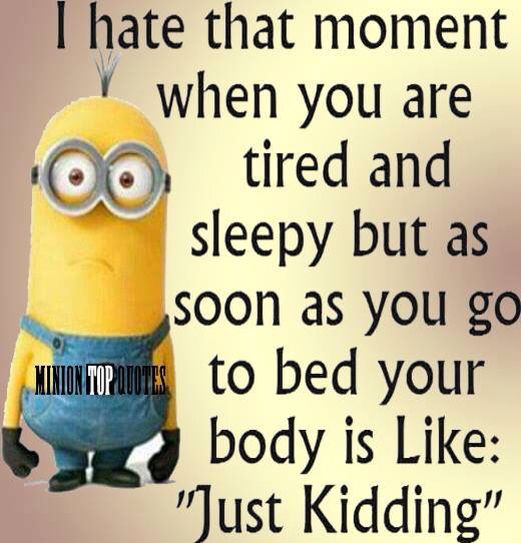 I hate that moment
when you are
tired and
sleepy but as
soon as you go
to bed your
body is Like:
"Just Kidding"
MINION TOP QUOTES